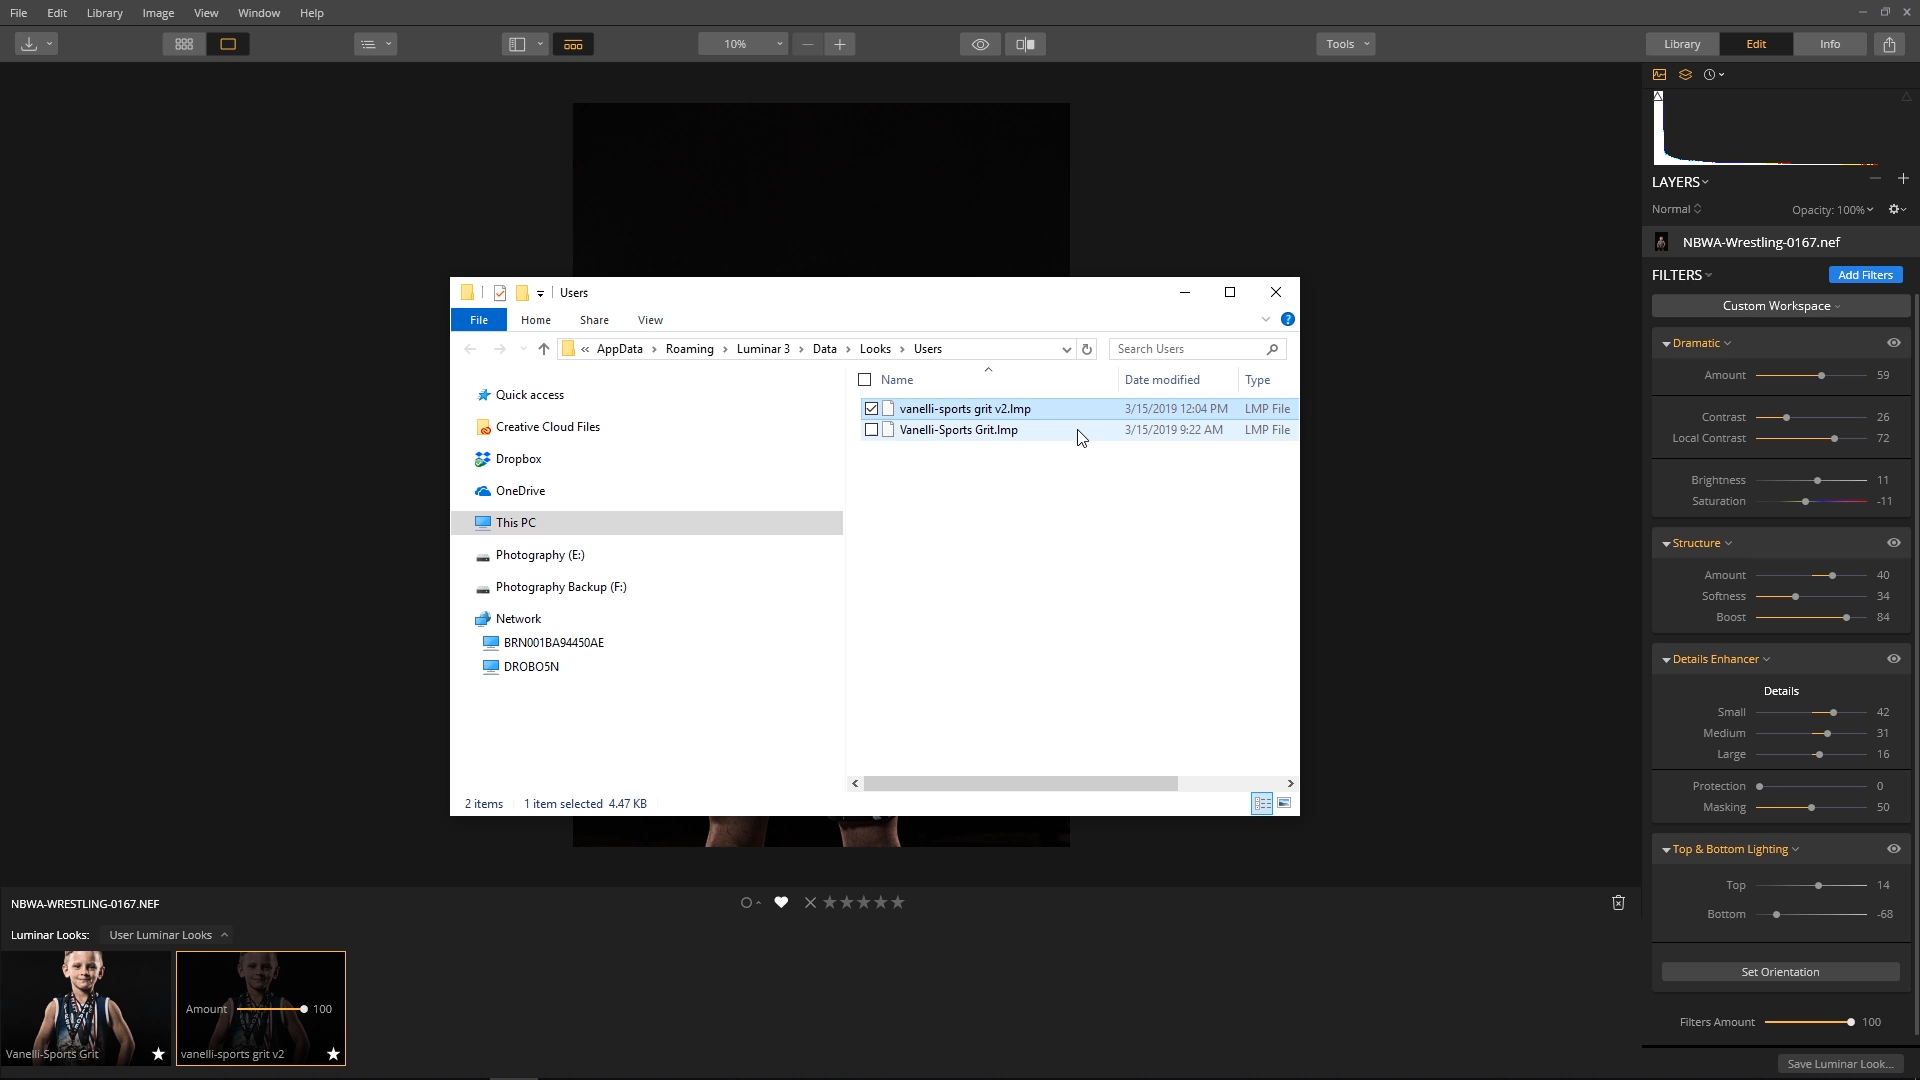 File Edit Library Image View Window Help
10% Tools Library Edit Info
LAYERS
Normal Opacity: 100%
NBWA-Wrestling-0167.nef
FILTERS Add Filters
Custom Workspace
Dramatic
Amount 59
Contrast 26
Local Contrast 72
Brightness 11
Saturation -11
Structure
Amount 40
Softness 34
Boost 84
Details Enhancer
Details
Small 42
Medium 31
Large 16
Protection 0
Masking 50
Top & Bottom Lighting
Top 14
Bottom -68
Set Orientation
Filters Amount 100
Save Luminar Look...
Users
File Home Share View
« AppData > Roaming > Luminar 3 > Data > Looks > Users
Search Users
Quick access
Creative Cloud Files
Dropbox
OneDrive
This PC
Photography (E:)
Photography Backup (F:)
Network
BRN001BA94450AE
DROBO5N
Name Date modified Type
vanelli-sports grit v2.lmp 3/15/2019 12:04 PM LMP File
Vanelli-Sports Grit.lmp 3/15/2019 9:22 AM LMP File
2 items 1 item selected 4.47 KB
NBWA-WRESTLING-0167.NEF
Luminar Looks: User Luminar Looks
Vanelli-Sports Grit
Amount 100
vanelli-sports grit v2